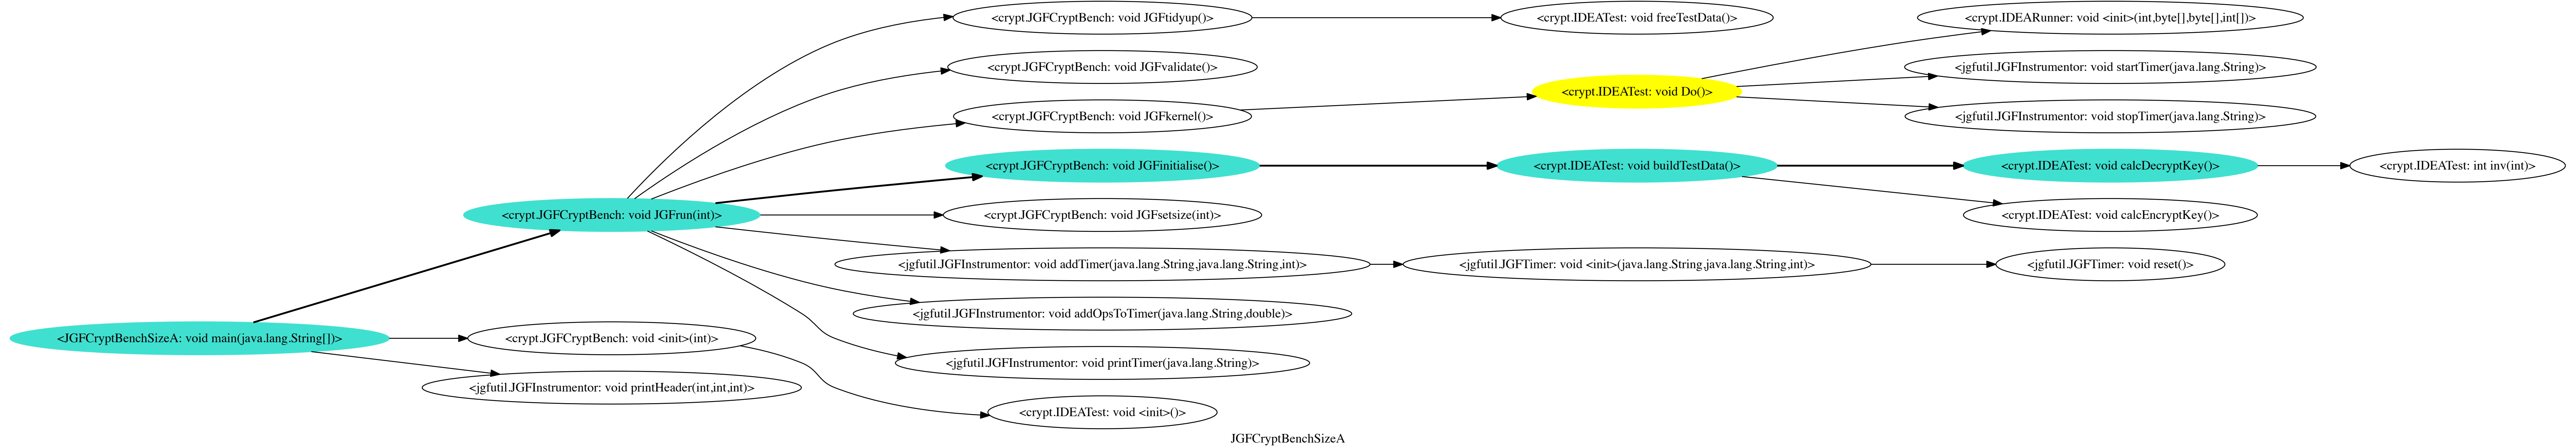 <crypt.JGFCryptBench: void JGFtidyup()>
<crypt.IDEATest: void freeTestData()>
<crypt.IDEARunner: void <init>(int,byte[],byte[],int[])>
<crypt.JGFCryptBench: void JGFvalidate()>
<jgfutil.JGFInstrumentor: void startTimer(java.lang.String)>
<crypt.IDEATest: void Do()>
<crypt.JGFCryptBench: void JGFkernel()>
<jgfutil.JGFInstrumentor: void stopTimer(java.lang.String)>
<crypt.JGFCryptBench: void JGFinitialise()>
<crypt.IDEATest: void buildTestData()>
<crypt.IDEATest: void calcDecryptKey()>
<crypt.IDEATest: int inv(int)>
<crypt.JGFCryptBench: void JGFrun(int)>
<crypt.JGFCryptBench: void JGFsetsize(int)>
<crypt.IDEATest: void calcEncryptKey()>
<jgfutil.JGFInstrumentor: void addTimer(java.lang.String,java.lang.String,int)>
<jgfutil.JGFTimer: void <init>(java.lang.String,java.lang.String,int)>
<jgfutil.JGFTimer: void reset()>
<jgfutil.JGFInstrumentor: void addOpsToTimer(java.lang.String,double)>
<JGFCryptBenchSizeA: void main(java.lang.String[])>
<crypt.JGFCryptBench: void <init>(int)>
<jgfutil.JGFInstrumentor: void printTimer(java.lang.String)>
<jgfutil.JGFInstrumentor: void printHeader(int,int,int)>
<crypt.IDEATest: void <init>()>
JGFCryptBenchSizeA